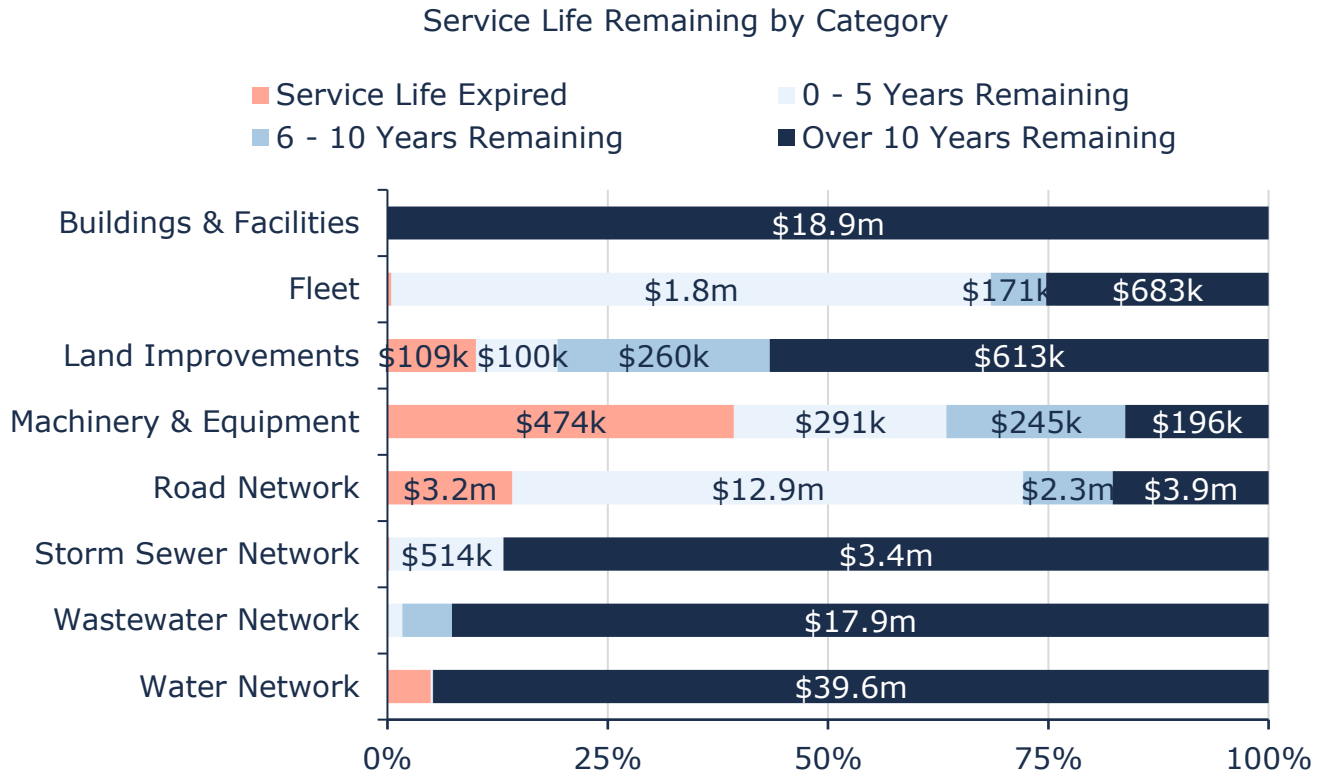 Service Life Remaining by Category
Service Life Expired 0 - 5 Years Remaining
6 - 10 Years Remaining Over 10 Years Remaining
Buildings & Facilities $18.9m
Fleet $1.8m $171k $683k
Land Improvements $109k $100k $260k $613k
Machinery & Equipment $474k $291k $245k $196k
Road Network $3.2m $12.9m $2.3m $3.9m
Storm Sewer Network $514k $3.4m
Wastewater Network $17.9m
Water Network $39.6m
0% 25% 50% 75% 100%